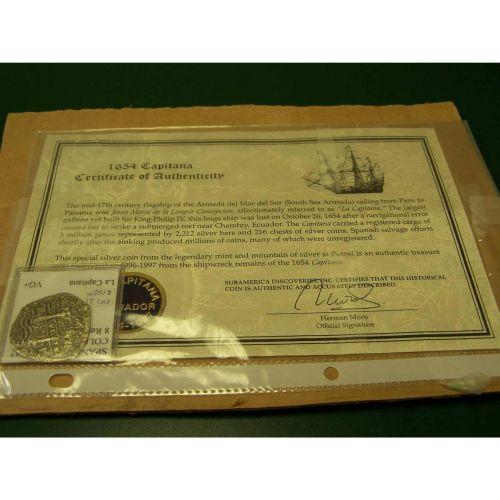 1654 Capitana
Certificate of Authenticity
The mid-17th century flagship of the Armada del Mar del Sur (South Sea Armada) sailing from Peru to
Panama was Jesus Maria de la Limpia Concepcion, affectionately referred to as "La Capitana." The largest
galleon yet built for King Philip IV, this huge ship was lost on October 26, 1654 after a navigational error
caused her to strike a submerged reef near Chanduy, Ecuador. The Capitana carried a registered cargo of
3 million pesos represented by 2,212 silver bars and 216 chests of silver coins. Spanish salvage efforts
shortly after the sinking produced millions of coins, many of which were unregistered.
This special silver coin from the legendary mint and mountain of silver at Potosi, is an authentic treasure
1996-1997 from the shipwreck remains of the 1654 Capitana.
SUBAMERICA DISCOVERIES INC. CERTIFIES THAT THIS HISTORICAL
COIN IS AUTHENTIC AND ACCURATELY DESCRIBED.
Herman Moro
Official Signature
CAPITANA
VG+
La Capitana
8 Re
COL
SPAN